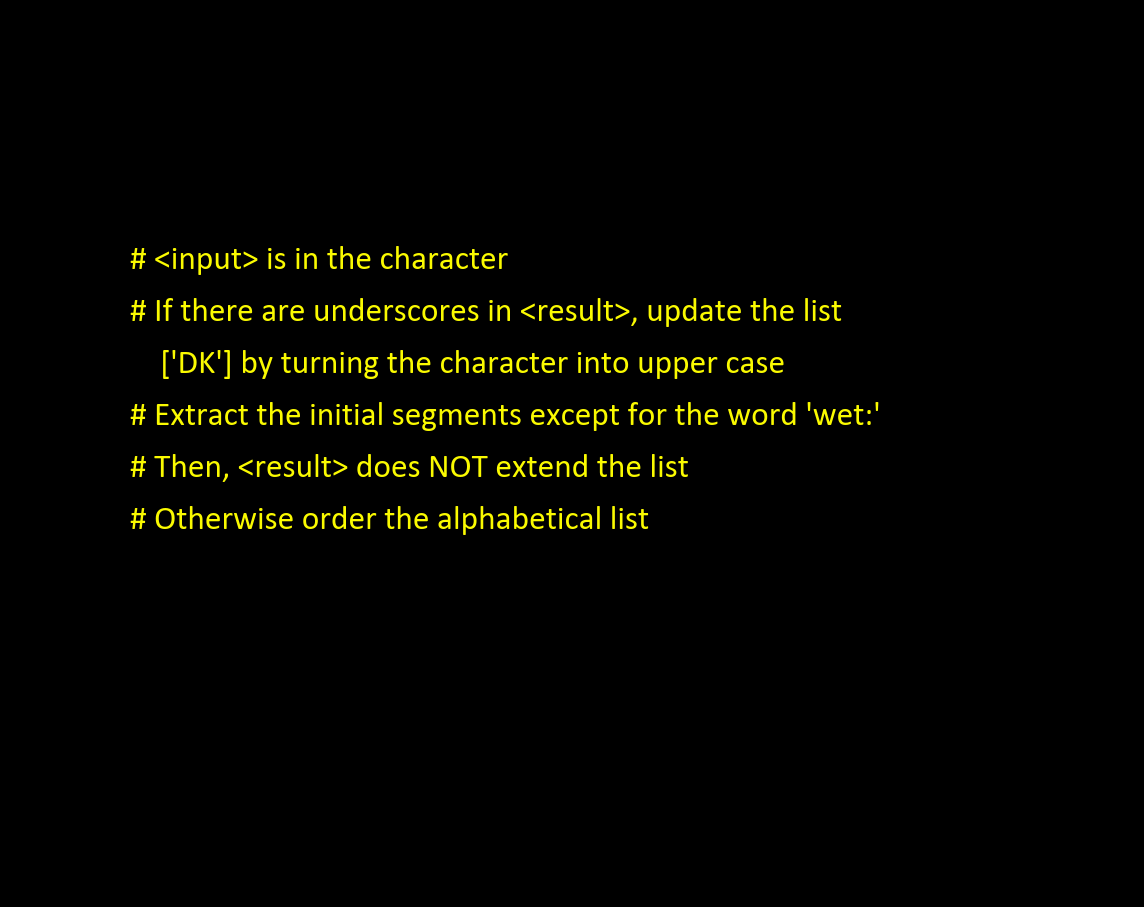 # <input> is in the character
# If there are underscores in <result>, update the list
['DK'] by turning the character into upper case
# Extract the initial segments except for the word 'wet:'
# Then, <result> does NOT extend the list
# Otherwise order the alphabetical list